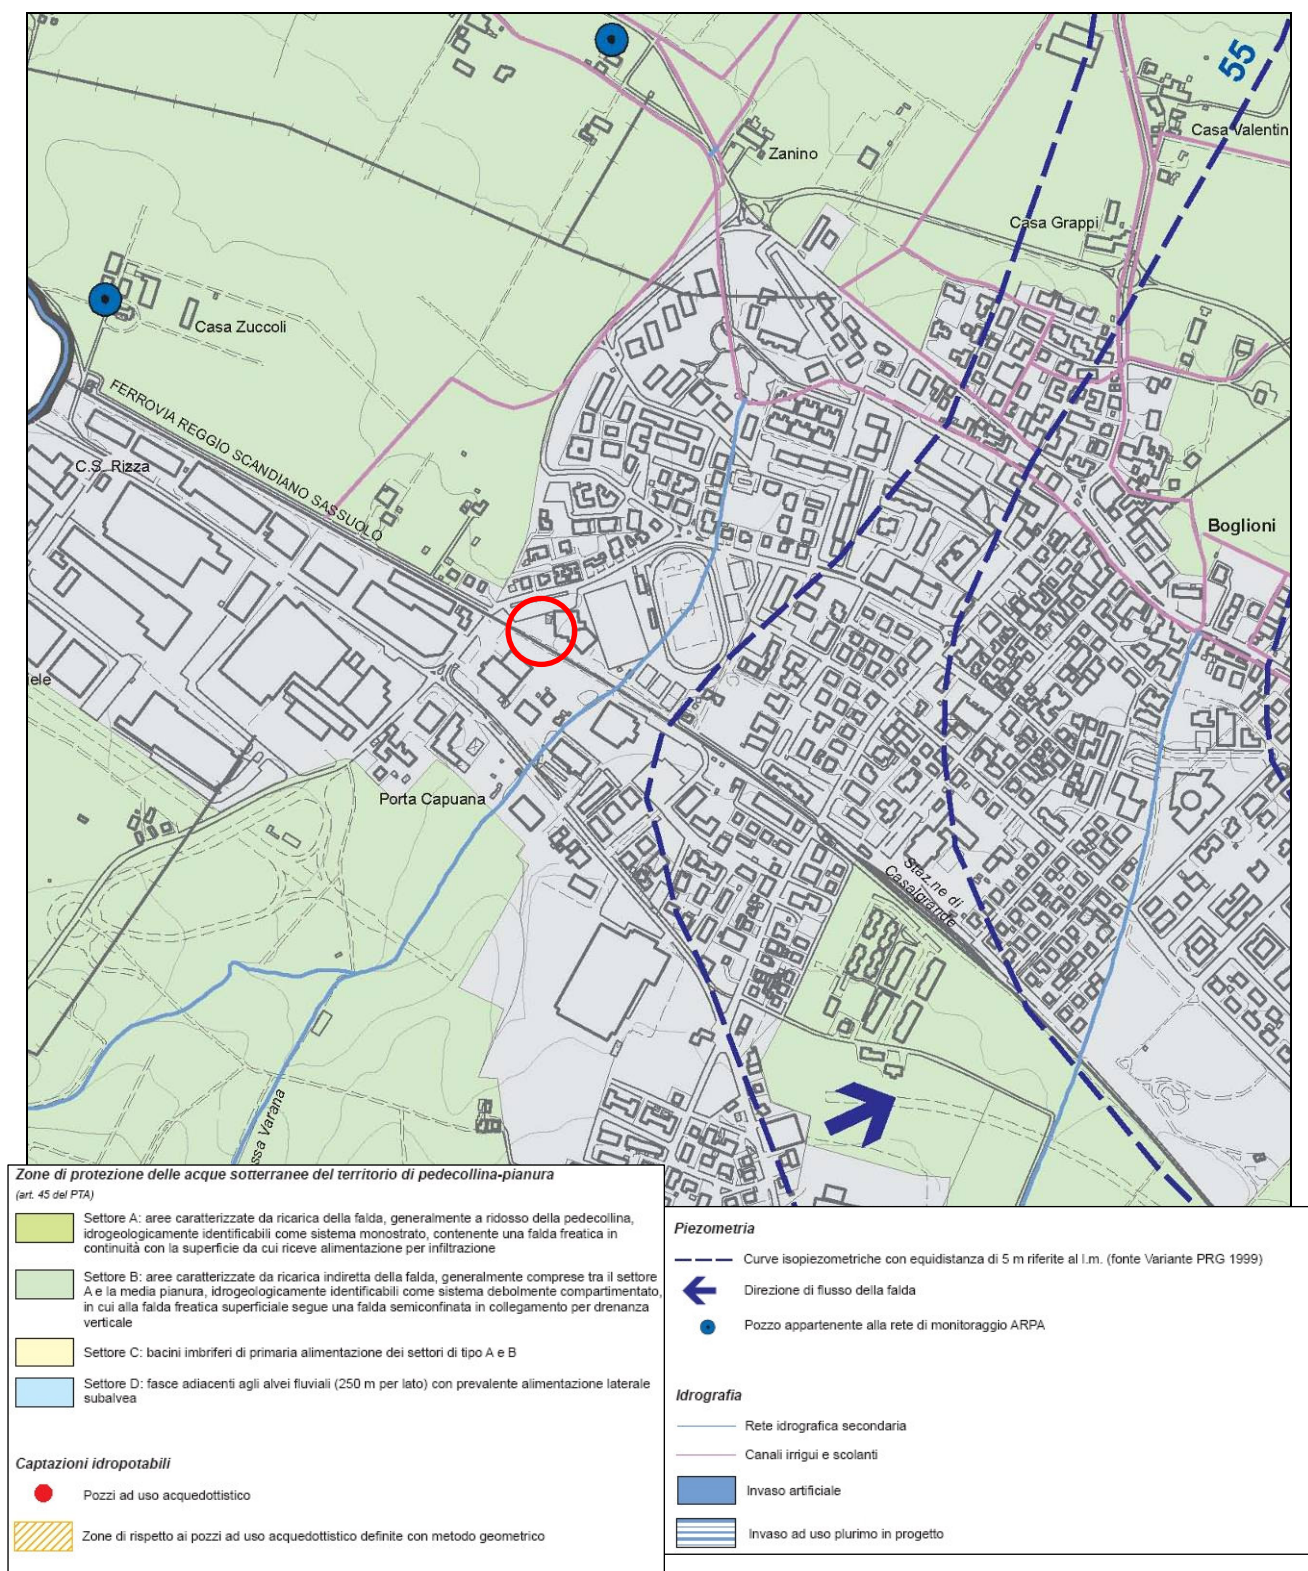 55
Casa Valentin
Zanino
Casa Grappi
Casa Zuccoli
FERROVIA REGGIO SCANDIANO SASSUOLO
C.S. Rizza
Boglioni
iele
Porta Capuana
Staz.ne di
Casalgrande
ssa Varana
Zone di protezione delle acque sotterranee del territorio di pedecollina-pianura
(art. 45 del PTA)
Settore A: aree caratterizzate da ricarica della falda, generalmente a ridosso della pedecollina,
idrogeologicamente identificabili come sistema monostrato, contenente una falda freatica in
continuità con la superficie da cui riceve alimentazione per infiltrazione
Settore B: aree caratterizzate da ricarica indiretta della falda, generalmente comprese tra il settore
A e la media pianura, idrogeologicamente identificabili come sistema debolmente compartimentato,
in cui alla falda freatica superficiale segue una falda semiconfinata in collegamento per drenanza
verticale
Settore C: bacini imbriferi di primaria alimentazione dei settori di tipo A e B
Settore D: fasce adiacenti agli alvei fluviali (250 m per lato) con prevalente alimentazione laterale
subalvea
Captazioni idropotabili
Pozzi ad uso acquedottistico
Zone di rispetto ai pozzi ad uso acquedottistico definite con metodo geometrico
Piezometria
Curve isopiezometriche con equidistanza di 5 m riferite al l.m. (fonte Variante PRG 1999)
Direzione di flusso della falda
Pozzo appartenente alla rete di monitoraggio ARPA
Idrografia
Rete idrografica secondaria
Canali irrigui e scolanti
Invaso artificiale
Invaso ad uso plurimo in progetto